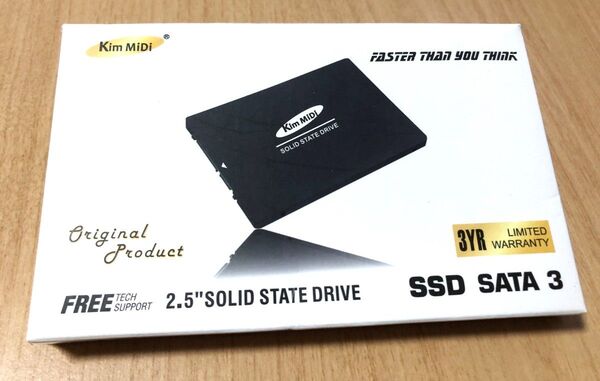 Kim MiDi ®
FASTER THAN YOU THINK
Kim MiDi
SOLID STATE DRIVE
Original
Product
3YR LIMITED
WARRANTY
FREE TECH
SUPPORT
2.5" SOLID STATE DRIVE
SSD SATA 3